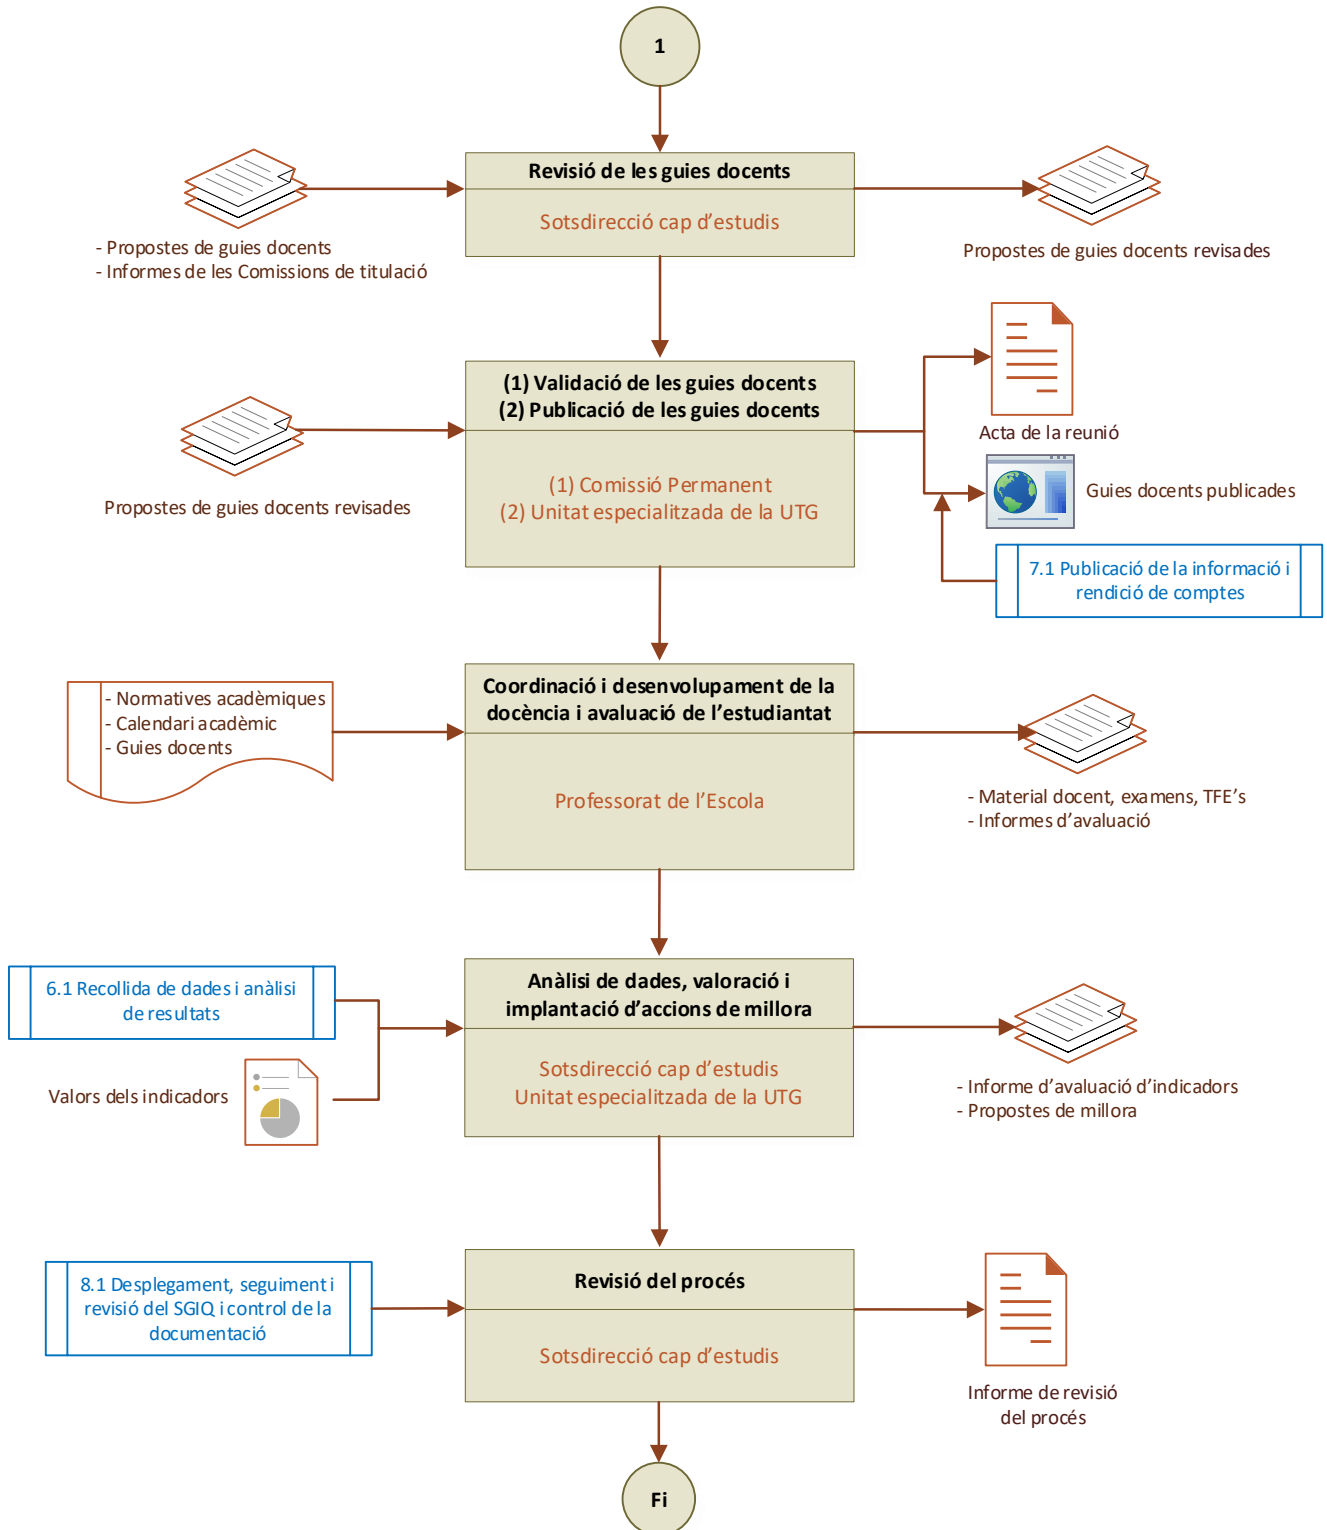 1
Revisió de les guies docents
Sotsdirecció cap d'estudis
- Propostes de guies docents
- Informes de les Comissions de titulació
Propostes de guies docents revisades
(1) Validació de les guies docents
(2) Publicació de les guies docents
(1) Comissió Permanent
(2) Unitat especialitzada de la UTG
Propostes de guies docents revisades
Acta de la reunió
Guies docents publicades
7.1 Publicació de la informació i
rendició de comptes
Coordinació i desenvolupament de la
docència i avaluació de l'estudiantat
Professorat de l'Escola
- Normatives acadèmiques
- Calendari acadèmic
- Guies docents
- Material docent, examens, TFE's
- Informes d'avaluació
Anàlisi de dades, valoració i
implantació d'accions de millora
Sotsdirecció cap d'estudis
Unitat especialitzada de la UTG
6.1 Recollida de dades i anàlisi
de resultats
Valors dels indicadors
- Informe d'avaluació d'indicadors
- Propostes de millora
Revisió del procés
Sotsdirecció cap d'estudis
8.1 Desplegament, seguiment i
revisió del SGIQ i control de la
documentació
Informe de revisió
del procés
Fi